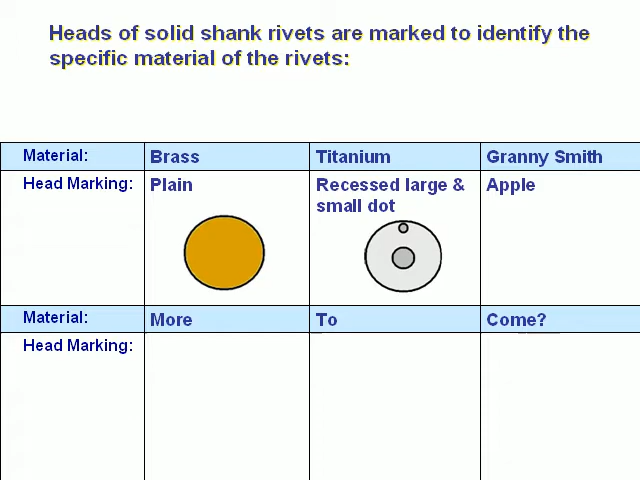 Heads of solid shank rivets are marked to identify the
specific material of the rivets:
Material: Brass Titanium Granny Smith
Head Marking: Plain Recessed large & Apple
small dot
Material: More To Come?
Head Marking: